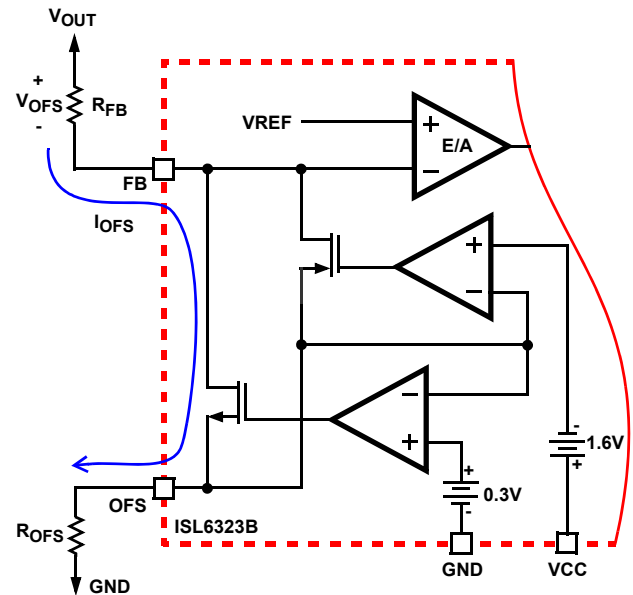 VOUT
+
VOFS
-
RFB
VREF
+
E/A
−
FB
IOFS
+
−
−
+
-
1.6V
+
+
0.3V
-
OFS
ISL6323B
ROFS
GND
GND
VCC